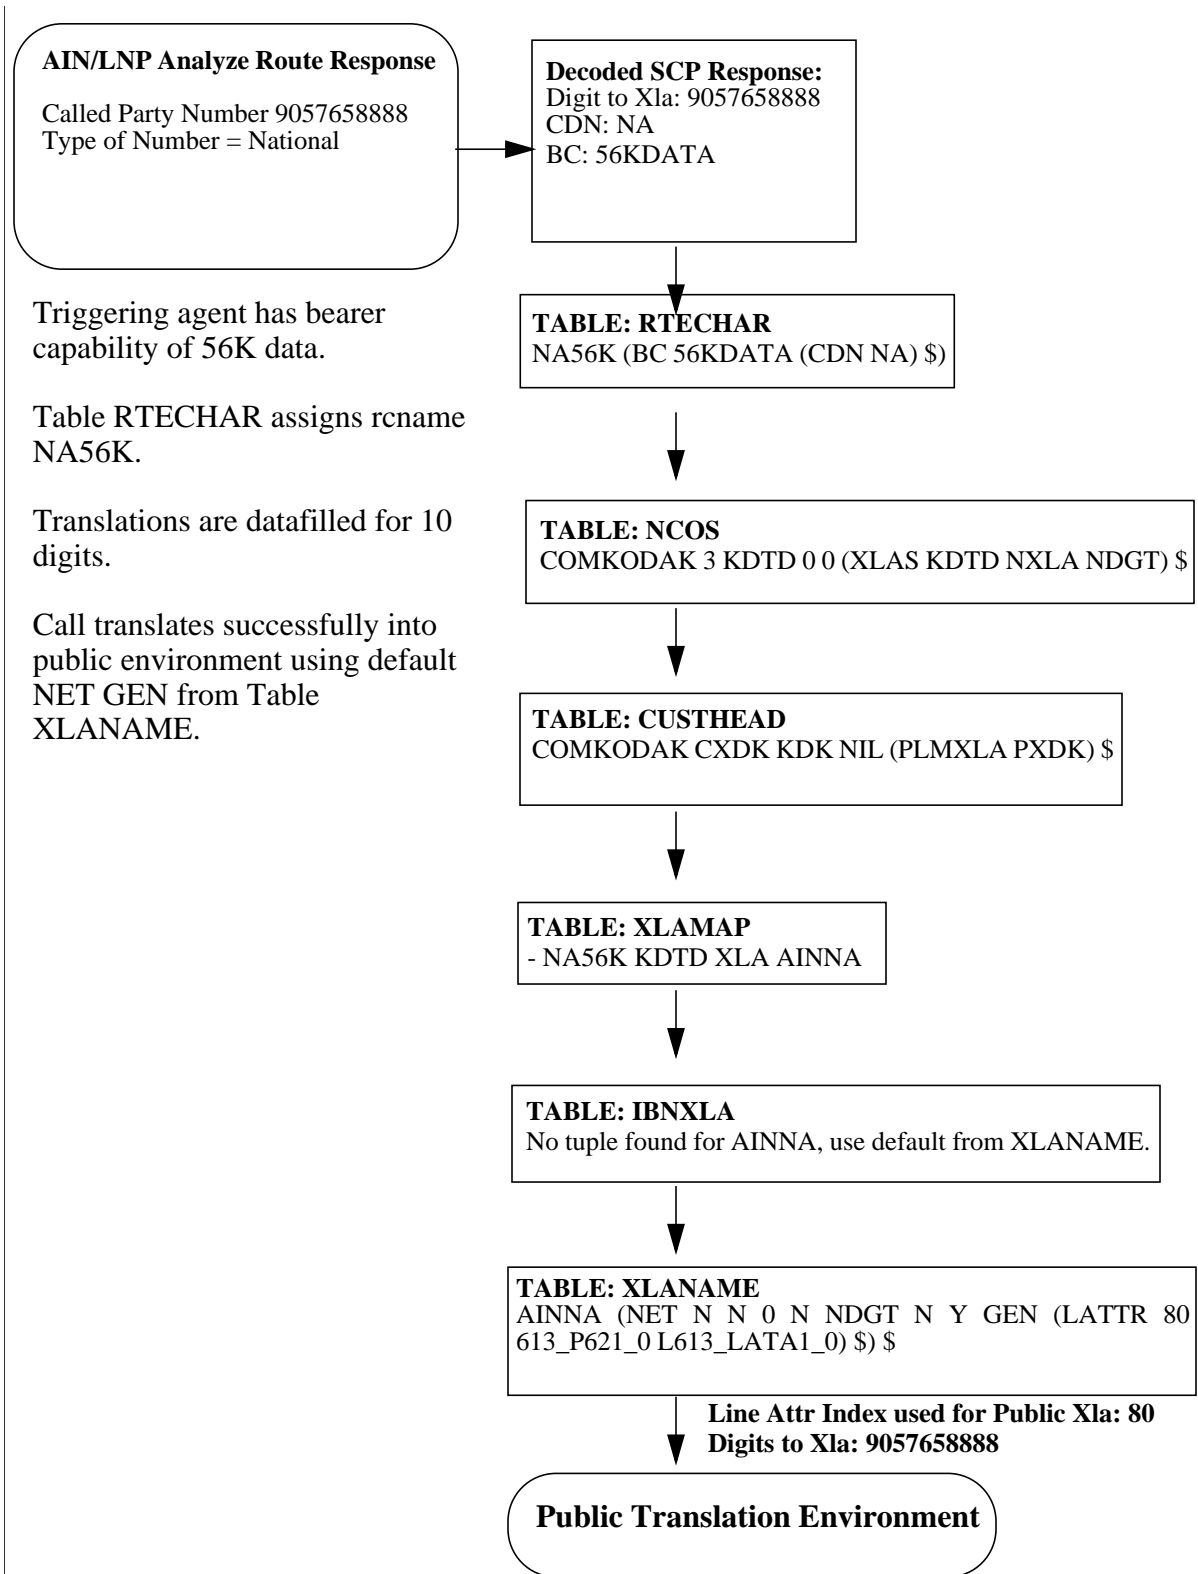 AIN/LNP Analyze Route Response
Called Party Number 9057658888
Type of Number = National
Decoded SCP Response:
Digit to Xla: 9057658888
CDN: NA
BC: 56KDATA
Triggering agent has bearer
capability of 56K data.
Table RTECHAR assigns rcname
NA56K.
Translations are datafilled for 10
digits.
Call translates successfully into
public environment using default
NET GEN from Table
XLANAME.
TABLE: RTECHAR
NA56K (BC 56KDATA (CDN NA) $)
TABLE: NCOS
COMKODAK 3 KDTD 0 0 (XLAS KDTD NXLA NDGT) $
TABLE: CUSTHEAD
COMKODAK CXDK KDK NIL (PLMXLA PXDK) $
TABLE: XLAMAP
- NA56K KDTD XLA AINNA
TABLE: IBNXLA
No tuple found for AINNA, use default from XLANAME.
TABLE: XLANAME
AINNA (NET N N 0 N NDGT N Y GEN (LATTR 80
613_P621_0 L613_LATA1_0) $) $
Line Attr Index used for Public Xla: 80
Digits to Xla: 9057658888
Public Translation Environment